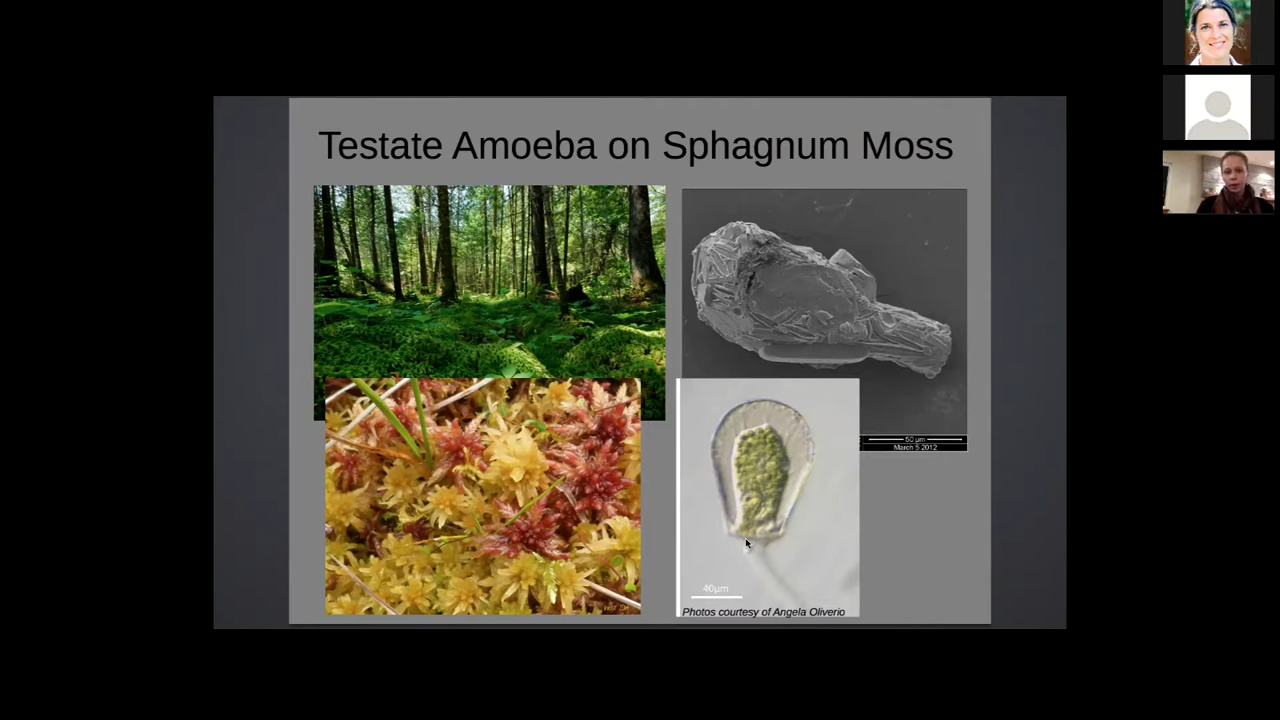 Testate Amoeba on Sphagnum Moss
50 µm
March 5 2012
40µm
Photos courtesy of Angela Oliverio